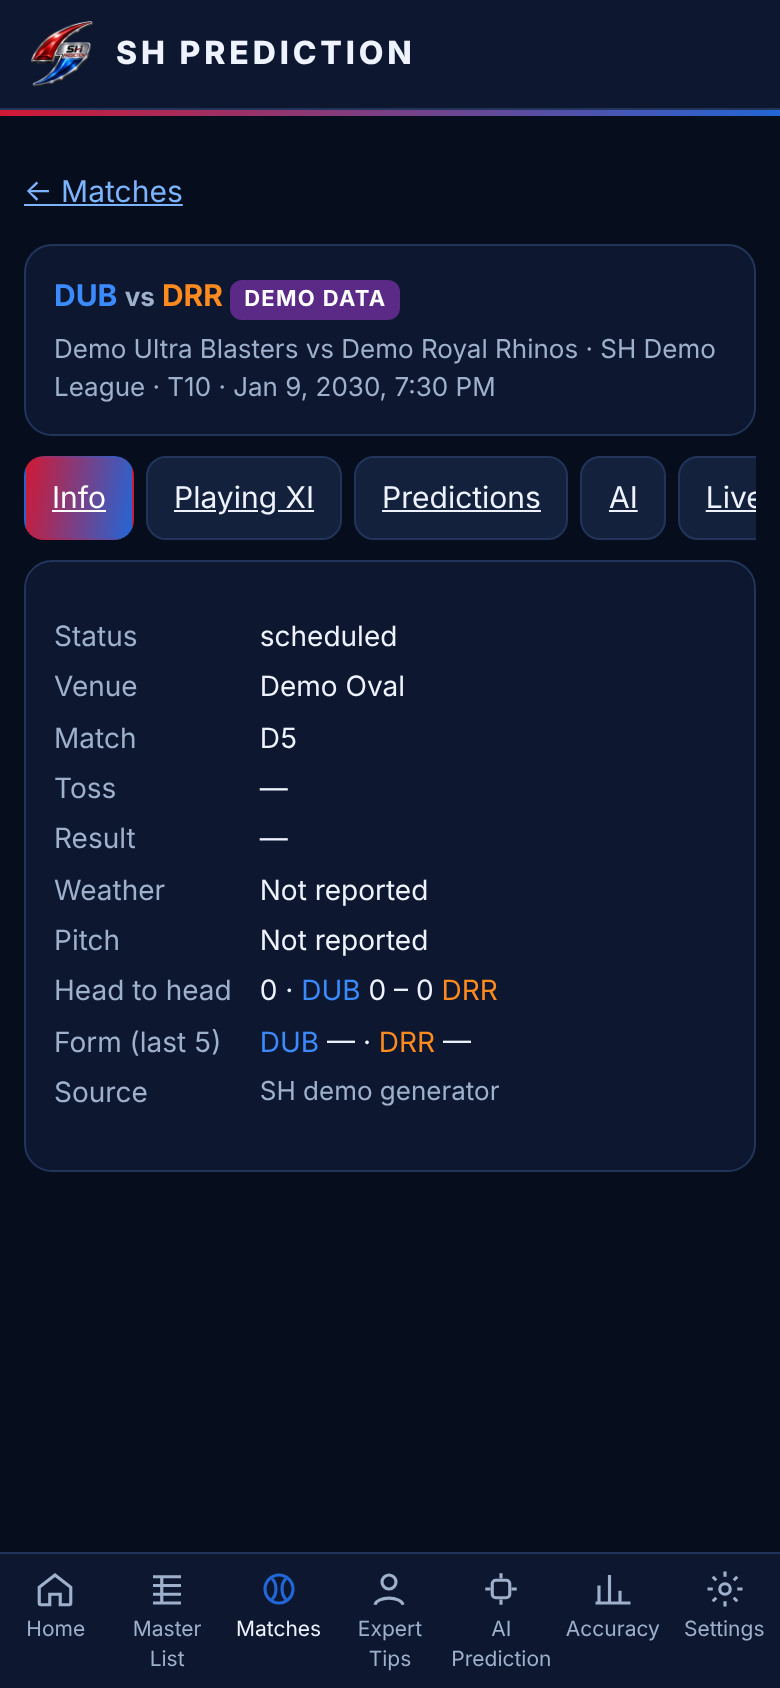 SH
SH PREDICTION
← Matches
DUB vs DRR DEMO DATA
Demo Ultra Blasters vs Demo Royal Rhinos · SH Demo
League · T10 · Jan 9, 2030, 7:30 PM
Info Playing XI Predictions AI Live
Status scheduled
Venue Demo Oval
Match D5
Toss —
Result —
Weather Not reported
Pitch Not reported
Head to head 0 · DUB 0 – 0 DRR
Form (last 5) DUB — · DRR —
Source SH demo generator
Home Master List Matches Expert Tips AI Prediction Accuracy Settings